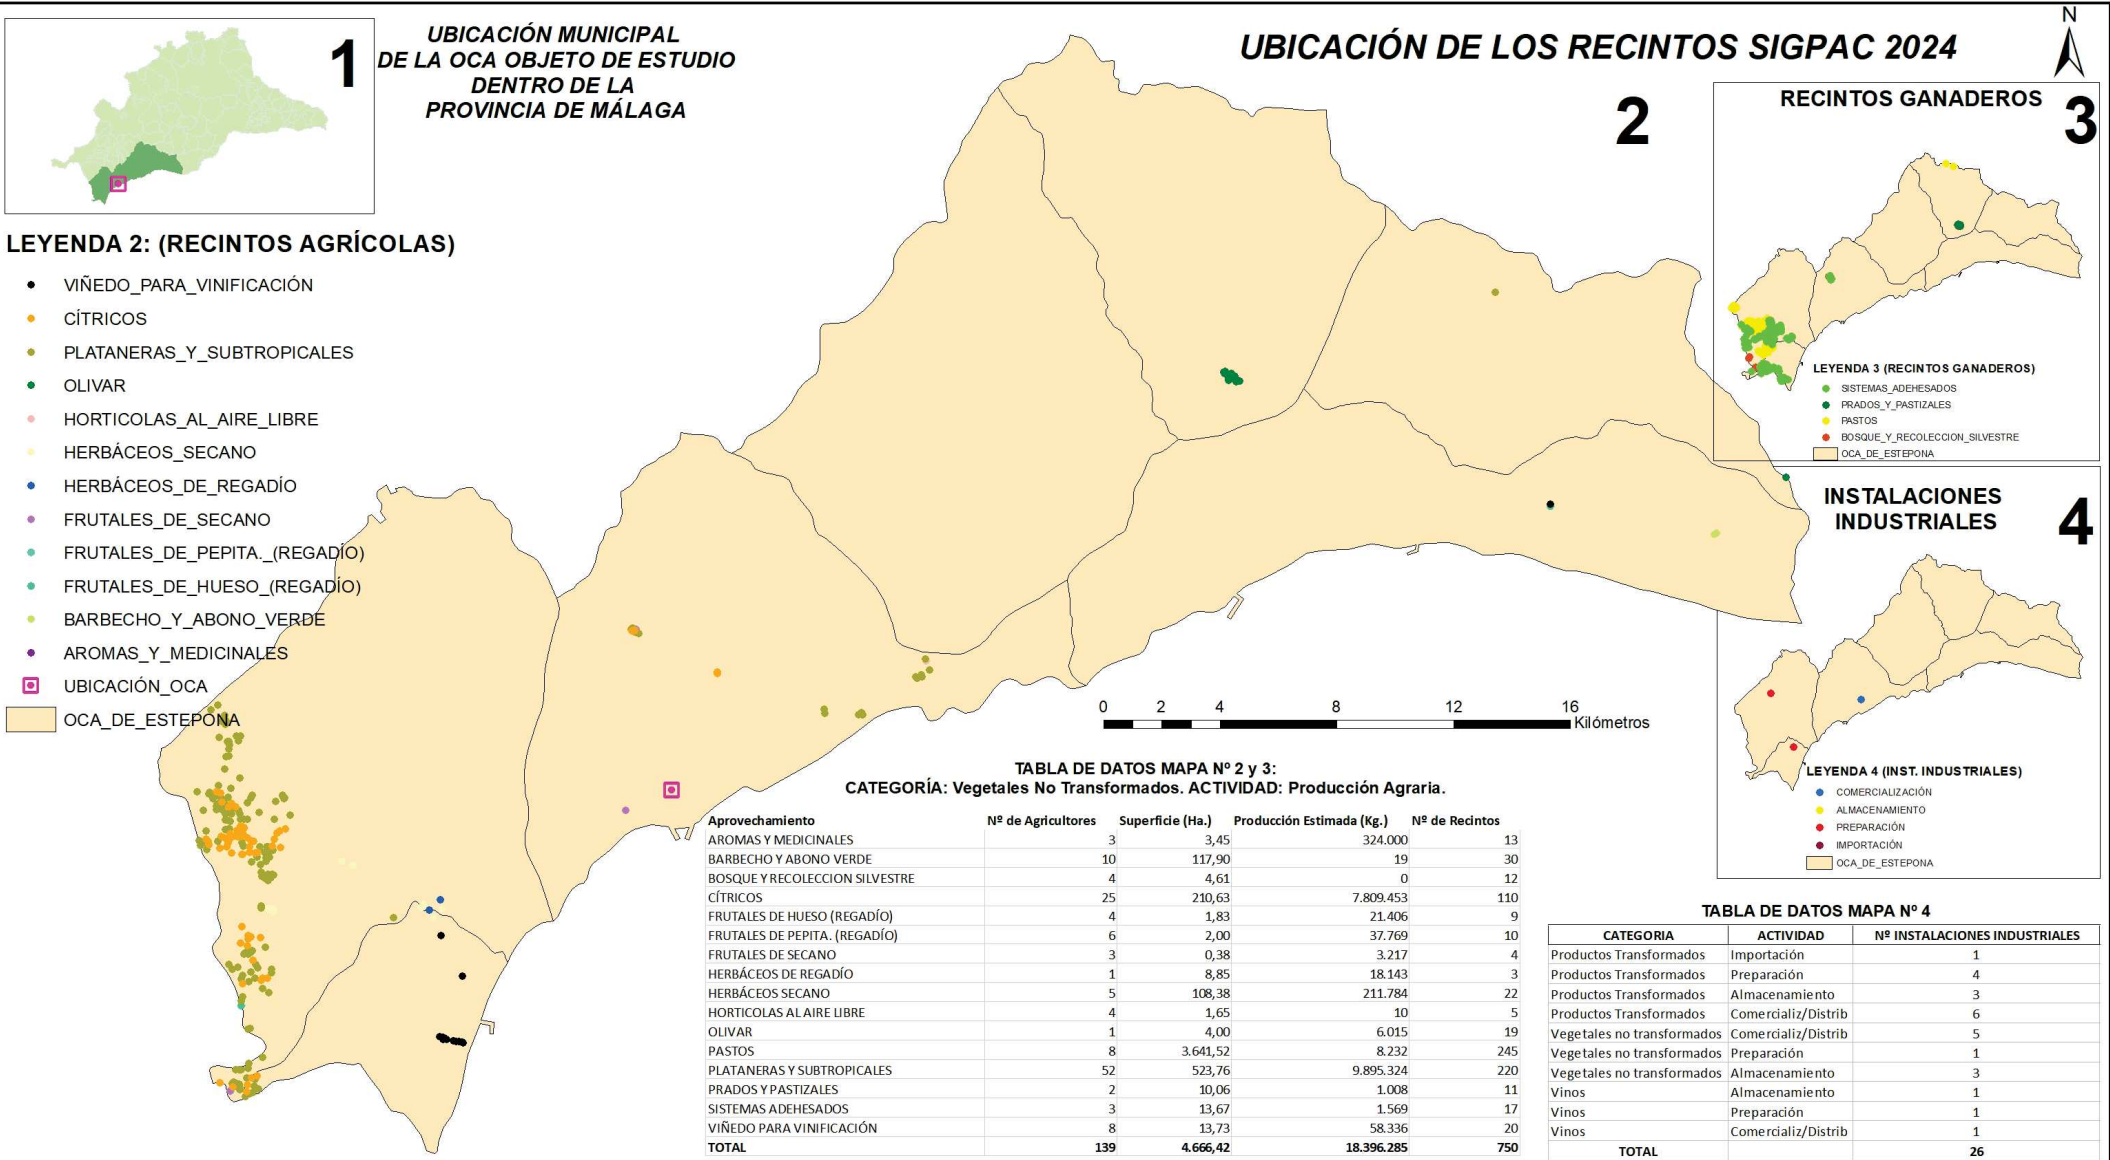 1
UBICACIÓN MUNICIPAL
DE LA OCA OBJETO DE ESTUDIO
DENTRO DE LA
PROVINCIA DE MÁLAGA
UBICACIÓN DE LOS RECINTOS SIGPAC 2024
N
2
RECINTOS GANADEROS
3
LEYENDA 3 (RECINTOS GANADEROS)
SISTEMAS_ADEHESADOS
PRADOS_Y_PASTIZALES
PASTOS
BOSQUE_Y_RECOLECCION_SILVESTRE
OCA_DE_ESTEPONA
LEYENDA 2: (RECINTOS AGRÍCOLAS)
VIÑEDO_PARA_VINIFICACIÓN
CÍTRICOS
PLATANERAS_Y_SUBTROPICALES
OLIVAR
HORTICOLAS_AL_AIRE_LIBRE
HERBÁCEOS_SECANO
HERBÁCEOS_DE_REGADÍO
FRUTALES_DE_SECANO
FRUTALES_DE_PEPITA._(REGADÍO)
FRUTALES_DE_HUESO_(REGADÍO)
BARBECHO_Y_ABONO_VERDE
AROMAS_Y_MEDICINALES
UBICACIÓN_OCA
OCA_DE_ESTEPONA
INSTALACIONES
INDUSTRIALES
4
LEYENDA 4 (INST. INDUSTRIALES)
COMERCIALIZACIÓN
ALMACENAMIENTO
PREPARACIÓN
IMPORTACIÓN
OCA_DE_ESTEPONA
0 2 4 8 12 16
Kilómetros
TABLA DE DATOS MAPA Nº 2 y 3:
CATEGORÍA: Vegetales No Transformados. ACTIVIDAD: Producción Agraria.
Aprovechamiento Nº de Agricultores Superficie (Ha.) Producción Estimada (Kg.) Nº de Recintos
AROMAS Y MEDICINALES 3 3,45 324.000 13
BARBECHO Y ABONO VERDE 10 117,90 19 30
BOSQUE Y RECOLECCION SILVESTRE 4 4,61 0 12
CÍTRICOS 25 210,63 7.809.453 110
FRUTALES DE HUESO (REGADÍO) 4 1,83 21.406 9
FRUTALES DE PEPITA. (REGADÍO) 6 2,00 37.769 10
FRUTALES DE SECANO 3 0,38 3.217 4
HERBÁCEOS DE REGADÍO 1 8,85 18.143 3
HERBÁCEOS SECANO 5 108,38 211.784 22
HORTICOLAS AL AIRE LIBRE 4 1,65 10 5
OLIVAR 1 4,00 6.015 19
PASTOS 8 3.641,52 8.232 245
PLATANERAS Y SUBTROPICALES 52 523,76 9.895.324 220
PRADOS Y PASTIZALES 2 10,06 1.008 11
SISTEMAS ADEHESADOS 3 13,67 1.569 17
VIÑEDO PARA VINIFICACIÓN 8 13,73 58.336 20
TOTAL 139 4.666,42 18.396.285 750
TABLA DE DATOS MAPA Nº 4
CATEGORIA ACTIVIDAD Nº INSTALACIONES INDUSTRIALES
Productos Transformados Importación 1
Productos Transformados Preparación 4
Productos Transformados Almacenamiento 3
Productos Transformados Comercializ/Distrib 6
Vegetales no transformados Comercializ/Distrib 5
Vegetales no transformados Preparación 1
Vegetales no transformados Almacenamiento 3
Vinos Almacenamiento 1
Vinos Preparación 1
Vinos Comercializ/Distrib 1
TOTAL 26